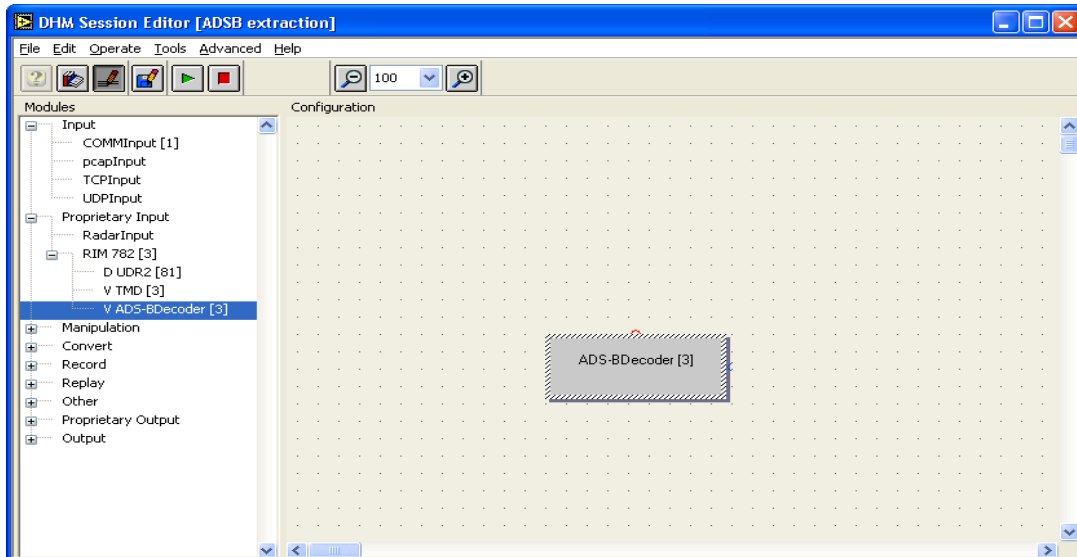 DHM Session Editor [ADSB extraction]
File Edit Operate Tools Advanced Help
100
Modules
Configuration
Input
COMMInput [1]
pcapInput
TCPInput
UDPInput
Proprietary Input
RadarInput
RIM 782 [3]
D UDR2 [81]
V TMD [3]
V ADS-BDecoder [3]
Manipulation
Convert
Record
Replay
Other
Proprietary Output
Output
ADS-BDecoder [3]